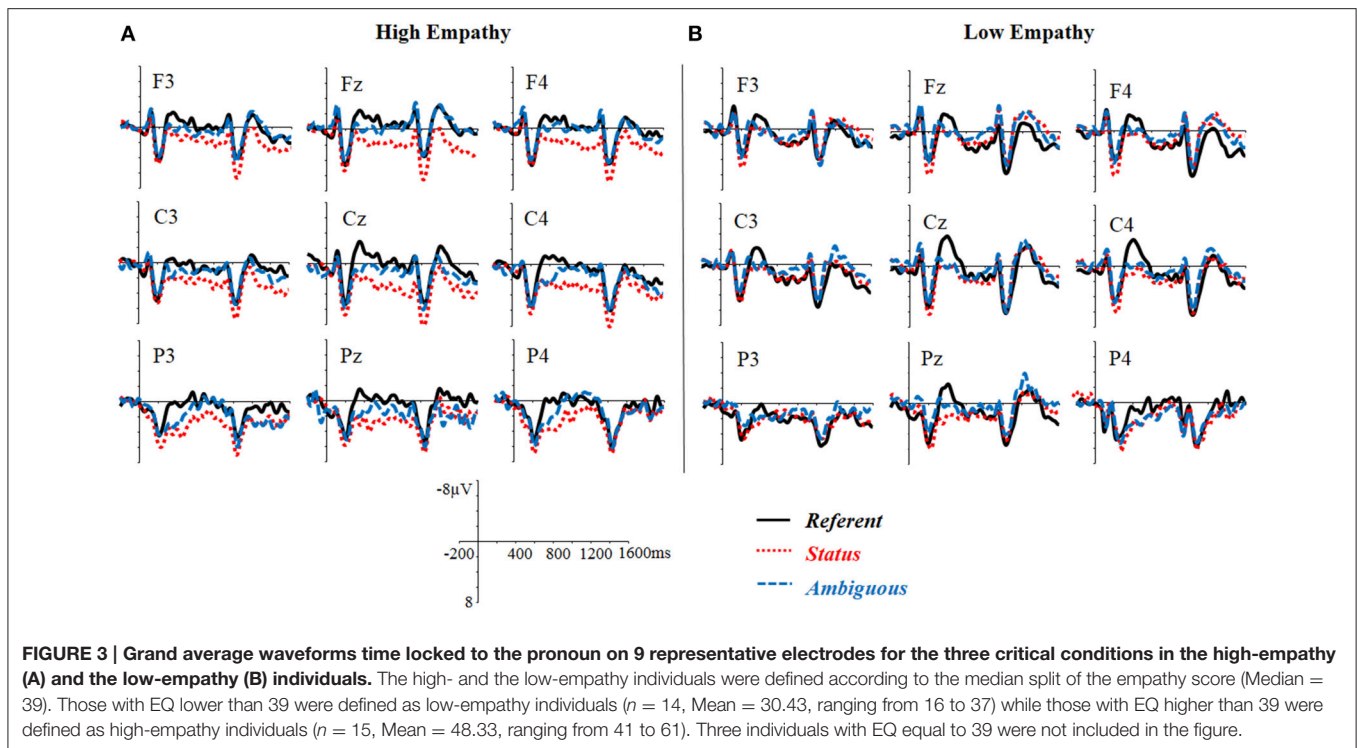 A High Empathy
B Low Empathy
F3 Fz F4
F3 Fz F4
C3 Cz C4
C3 Cz C4
P3 Pz P4
P3 Pz P4
-8μV
-200 400 800 1200 1600ms
8
Referent
Status
Ambiguous
FIGURE 3 | Grand average waveforms time locked to the pronoun on 9 representative electrodes for the three critical conditions in the high-empathy
(A) and the low-empathy (B) individuals. The high- and the low-empathy individuals were defined according to the median split of the empathy score (Median =
39). Those with EQ lower than 39 were defined as low-empathy individuals (n = 14, Mean = 30.43, ranging from 16 to 37) while those with EQ higher than 39 were
defined as high-empathy individuals (n = 15, Mean = 48.33, ranging from 41 to 61). Three individuals with EQ equal to 39 were not included in the figure.